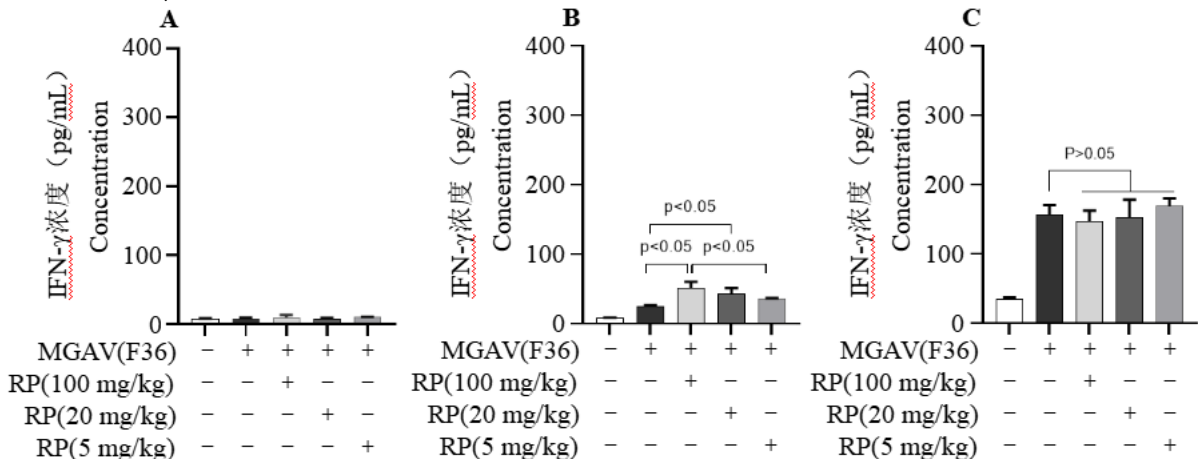 A
IFN-γ浓度（pg/mL）
Concentration
400
300
200
100
0
MGAV(F36) − + + + +
RP(100 mg/kg) − − + − −
RP(20 mg/kg) − − − + −
RP(5 mg/kg) − − − − +
B
IFN-γ浓度（pg/mL）
Concentration
400
300
200
100
0
p<0.05
p<0.05 p<0.05
MGAV(F36) − + + + +
RP(100 mg/kg) − − + − −
RP(20 mg/kg) − − − + −
RP(5 mg/kg) − − − − +
C
IFN-γ浓度（pg/mL）
Concentration
400
300
200
100
0
P>0.05
MGAV(F36) − + + + +
RP(100 mg/kg) − − + − −
RP(20 mg/kg) − − − + −
RP(5 mg/kg) − − − − +